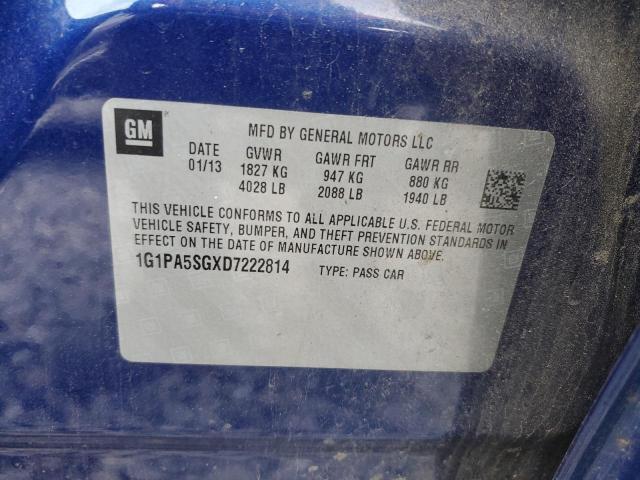 GM
MFD BY GENERAL MOTORS LLC
DATE GVWR GAWR FRT GAWR RR
01/13 1827 KG 947 KG 880 KG
4028 LB 2088 LB 1940 LB
THIS VEHICLE CONFORMS TO ALL APPLICABLE U.S. FEDERAL MOTOR
VEHICLE SAFETY, BUMPER, AND THEFT PREVENTION STANDARDS IN
EFFECT ON THE DATE OF MANUFACTURE SHOWN ABOVE.
1G1PA5SGXD7222814 TYPE: PASS CAR